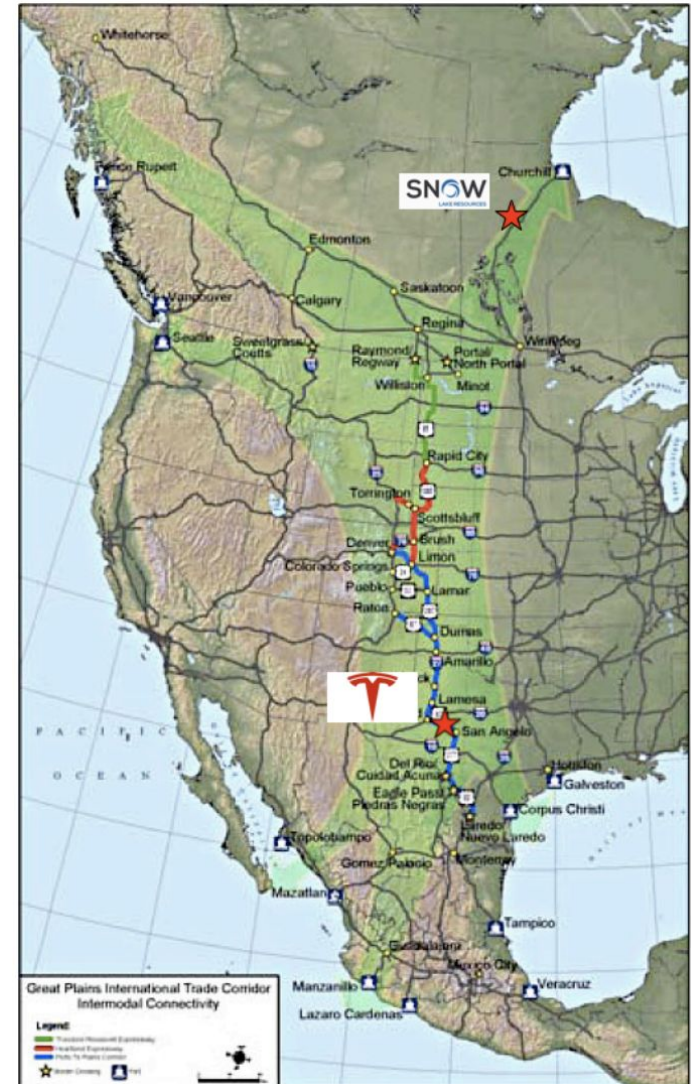 Whitehorse
Churchill
Prince Rupert
SNOW
LAKE RESOURCES
Edmonton
Saskatoon
Calgary
Vancouver
Regina
Seattle
Sweetgrass
Coutts
Winnipeg
Raymond/
Regway
Portal/
North Portal
Williston
Minot
94
85
Rapid City
Torrington
Scottsbluff
Denver
Brush
Limon
Colorado Springs
Pueblo
Lamar
Raton
Dumas
Amarillo
Lamesa
San Angelo
Del Rio/
Cuidad Acuna
Eagle Pass/
Piedras Negras
Houston
Galveston
Corpus Christi
Laredo
Nuevo Laredo
Topolobampo
Gomez Palacio
Monterrey
Mazatlan
Tampico
Guadalajara
Mexico City
Manzanillo
Veracruz
Lazaro Cardenas
PACIFIC
OCEAN
Great Plains International Trade Corridor
Intermodal Connectivity
Legend:
Theodore Roosevelt Expressway
Heartland Expressway
Ports To Plains Corridor
Border Crossing
Port